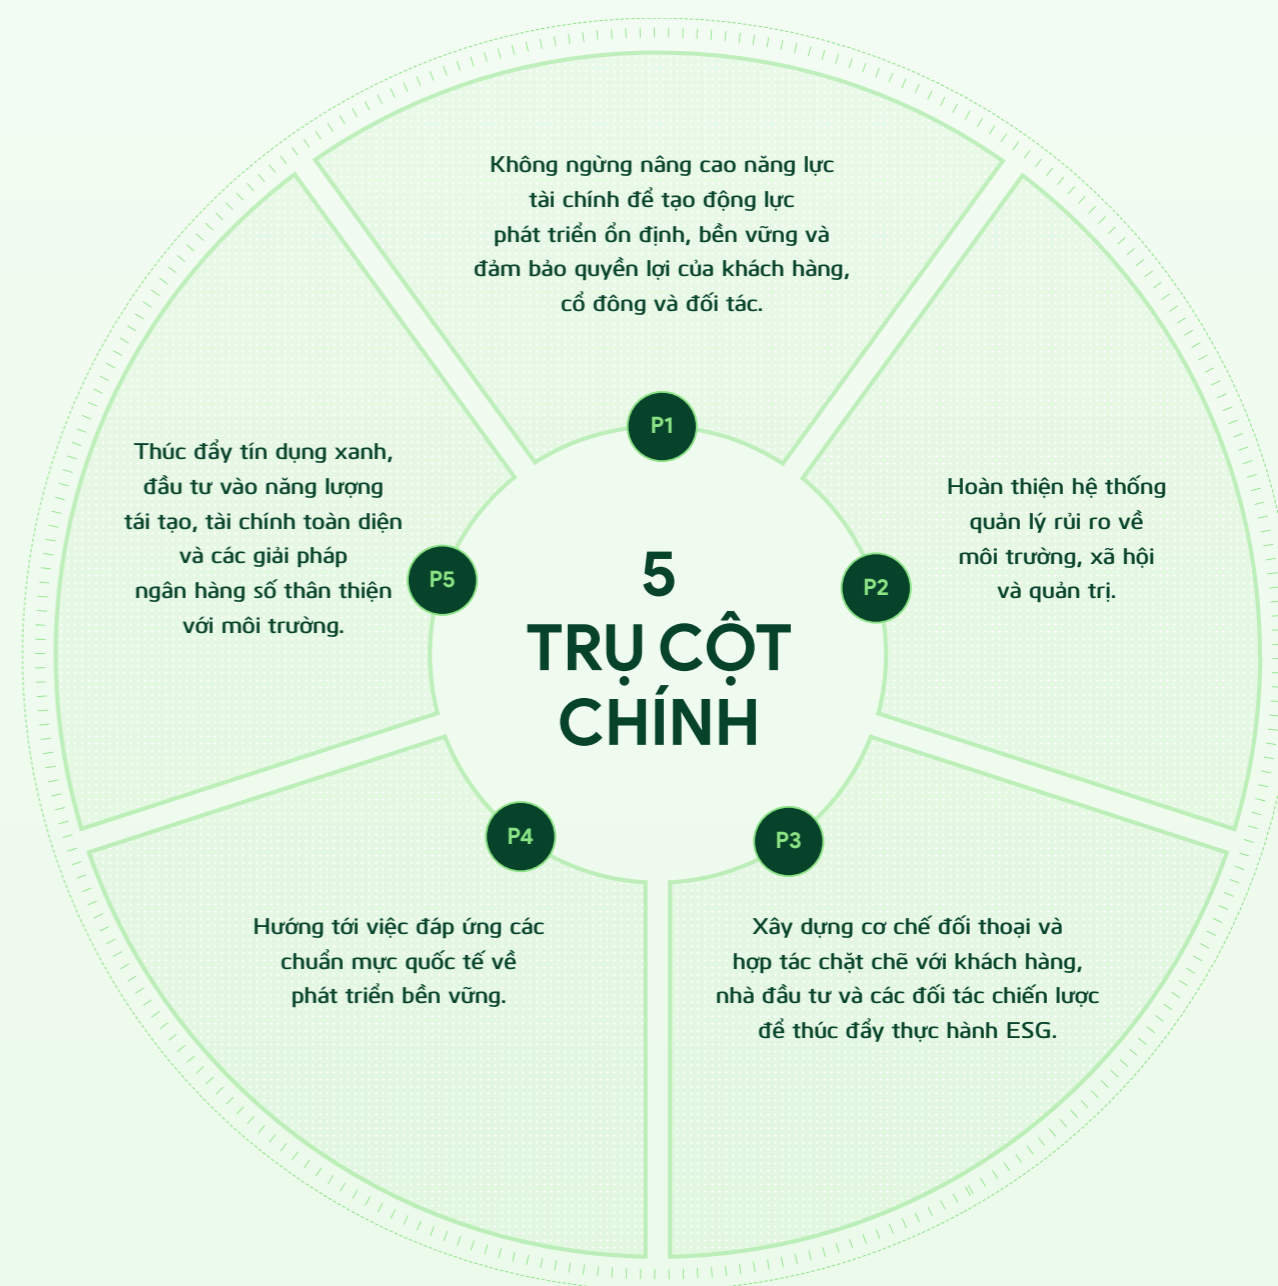 5
TRỤ CỘT
CHÍNH
P1
Không ngừng nâng cao năng lực
tài chính để tạo động lực
phát triển ổn định, bền vững và
đảm bảo quyền lợi của khách hàng,
cổ đông và đối tác.
P2
Hoàn thiện hệ thống
quản lý rủi ro về
môi trường, xã hội
và quản trị.
P3
Xây dựng cơ chế đối thoại và
hợp tác chặt chẽ với khách hàng,
nhà đầu tư và các đối tác chiến lược
để thúc đẩy thực hành ESG.
P4
Hướng tới việc đáp ứng các
chuẩn mực quốc tế về
phát triển bền vững.
P5
Thúc đẩy tín dụng xanh,
đầu tư vào năng lượng
tái tạo, tài chính toàn diện
và các giải pháp
ngân hàng số thân thiện
với môi trường.